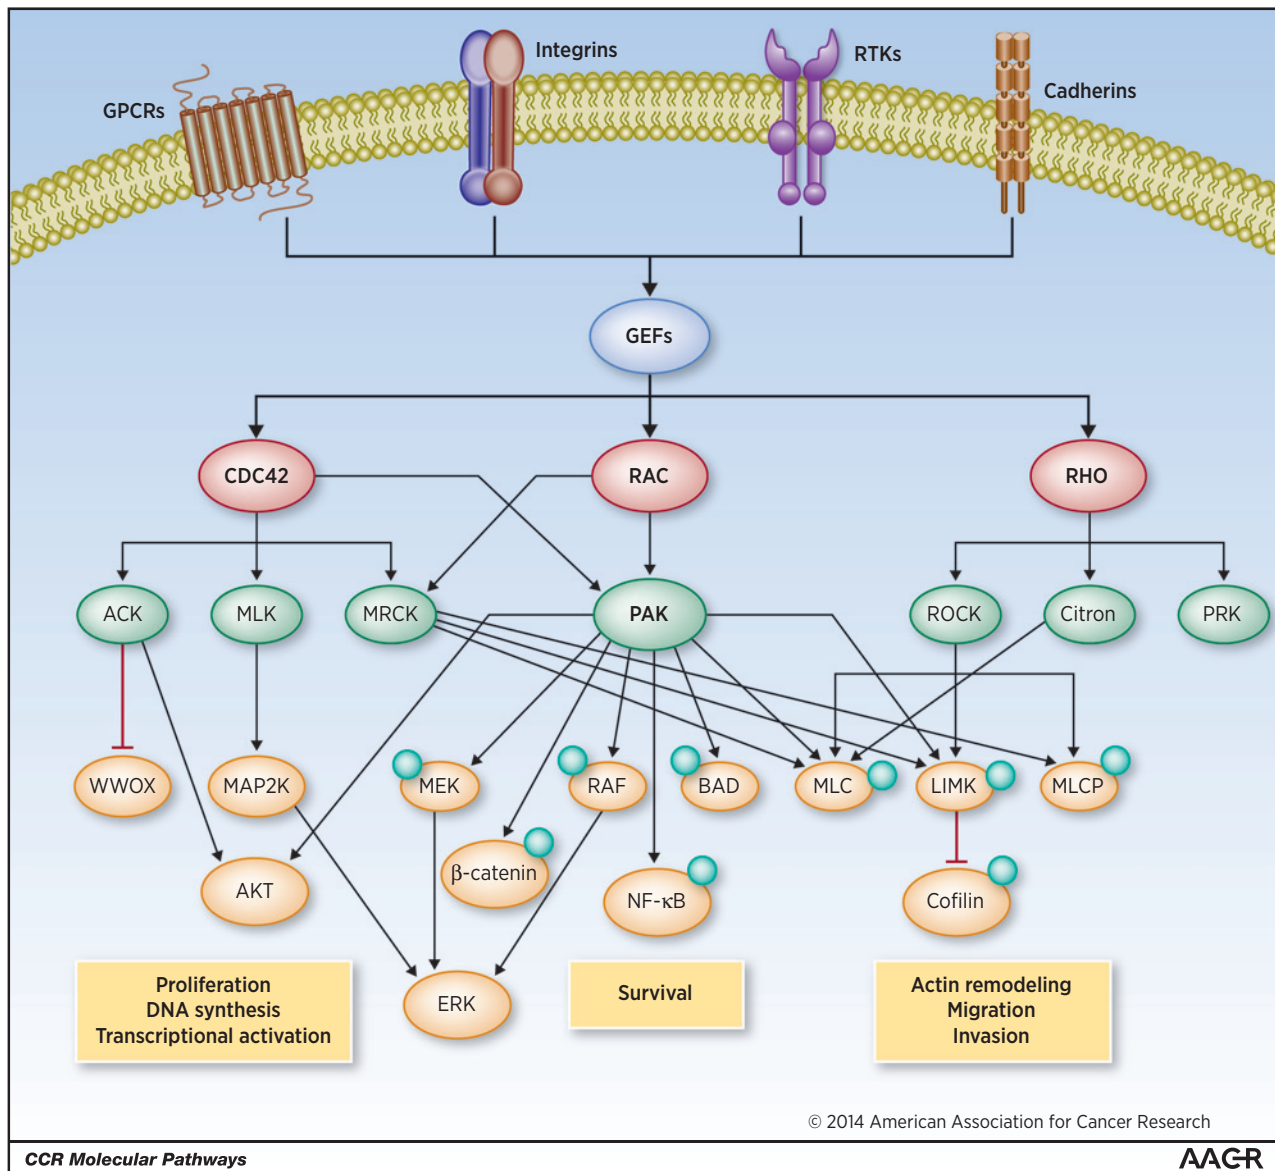 Integrins
RTKs
Cadherins
GPCRs
GEFs
CDC42
RAC
RHO
ACK
MLK
MRCK
PAK
ROCK
Citron
PRK
WWOX
MAP2K
MEK
RAF
BAD
MLC
LIMK
MLCP
β-catenin
AKT
NF-κB
Cofilin
ERK
Proliferation
DNA synthesis
Transcriptional activation
Survival
Actin remodeling
Migration
Invasion
© 2014 American Association for Cancer Research
CCR Molecular Pathways
AACR